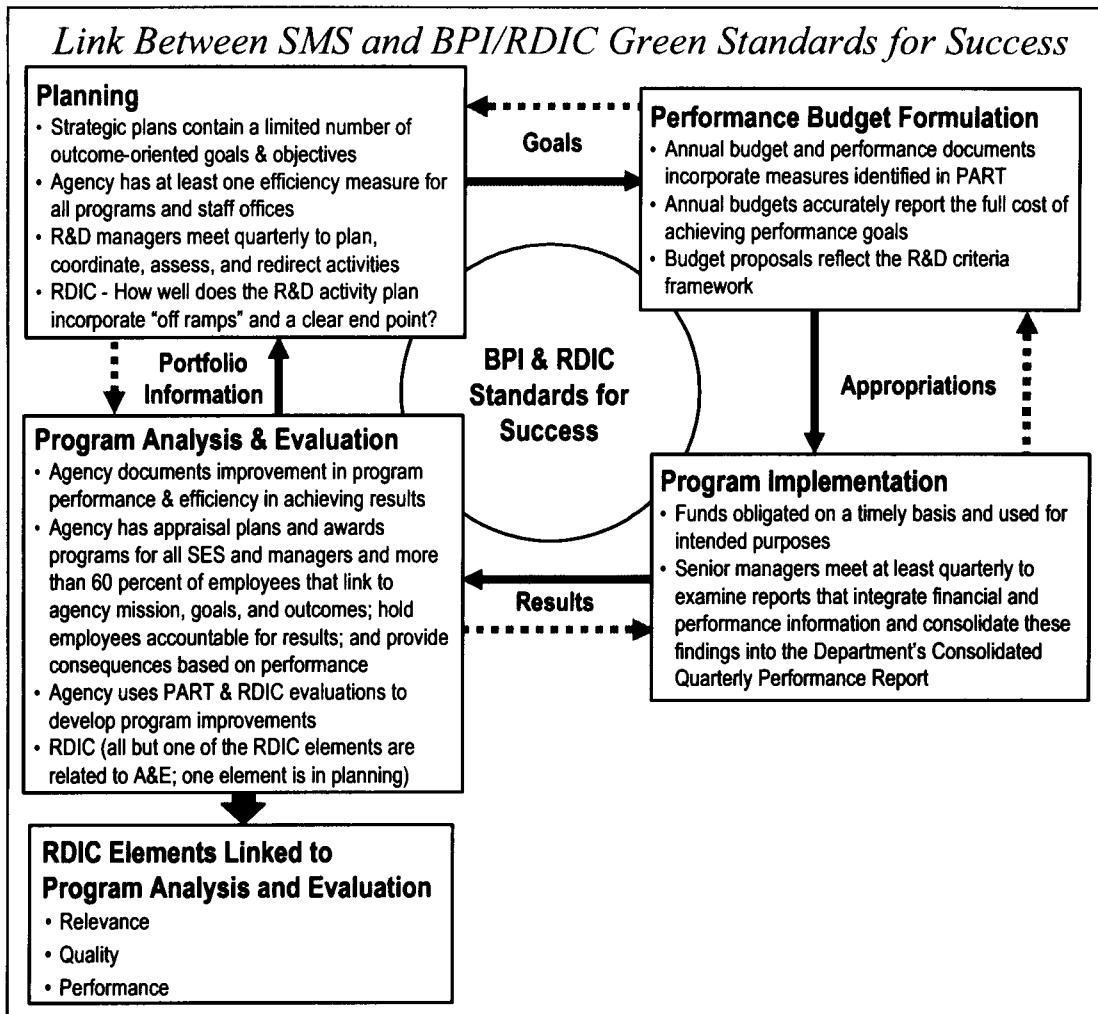 Link Between SMS and BPI/RDIC Green Standards for Success
Planning
• Strategic plans contain a limited number of
outcome-oriented goals & objectives
• Agency has at least one efficiency measure for
all programs and staff offices
• R&D managers meet quarterly to plan,
coordinate, assess, and redirect activities
• RDIC - How well does the R&D activity plan
incorporate "off ramps" and a clear end point?
Goals
Performance Budget Formulation
• Annual budget and performance documents
incorporate measures identified in PART
• Annual budgets accurately report the full cost of
achieving performance goals
• Budget proposals reflect the R&D criteria
framework
Portfolio
Information
BPI & RDIC
Standards for
Success
Appropriations
Program Analysis & Evaluation
• Agency documents improvement in program
performance & efficiency in achieving results
• Agency has appraisal plans and awards
programs for all SES and managers and more
than 60 percent of employees that link to
agency mission, goals, and outcomes; hold
employees accountable for results; and provide
consequences based on performance
• Agency uses PART & RDIC evaluations to
develop program improvements
• RDIC (all but one of the RDIC elements are
related to A&E; one element is in planning)
Results
Program Implementation
• Funds obligated on a timely basis and used for
intended purposes
• Senior managers meet at least quarterly to
examine reports that integrate financial and
performance information and consolidate these
findings into the Department's Consolidated
Quarterly Performance Report
RDIC Elements Linked to
Program Analysis and Evaluation
• Relevance
• Quality
• Performance